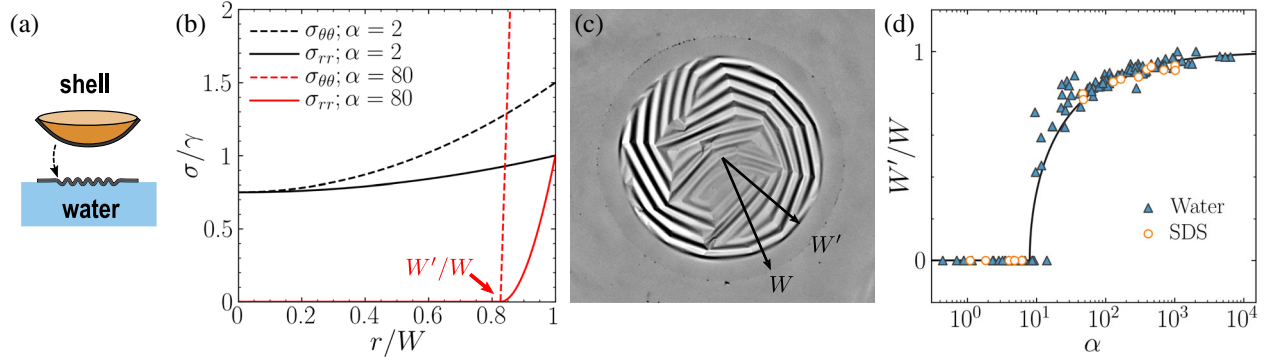 (a)
shell
water
(b)
σθθ; α = 2
σrr; α = 2
σθθ; α = 80
σrr; α = 80
2
1.5
1
0.5
0
σ/γ
W′/W
0
0.2
0.4
0.6
0.8
1
r/W
(c)
W′
W
(d)
1
0
W′/W
Water
SDS
10⁰
10¹
10²
10³
10⁴
α